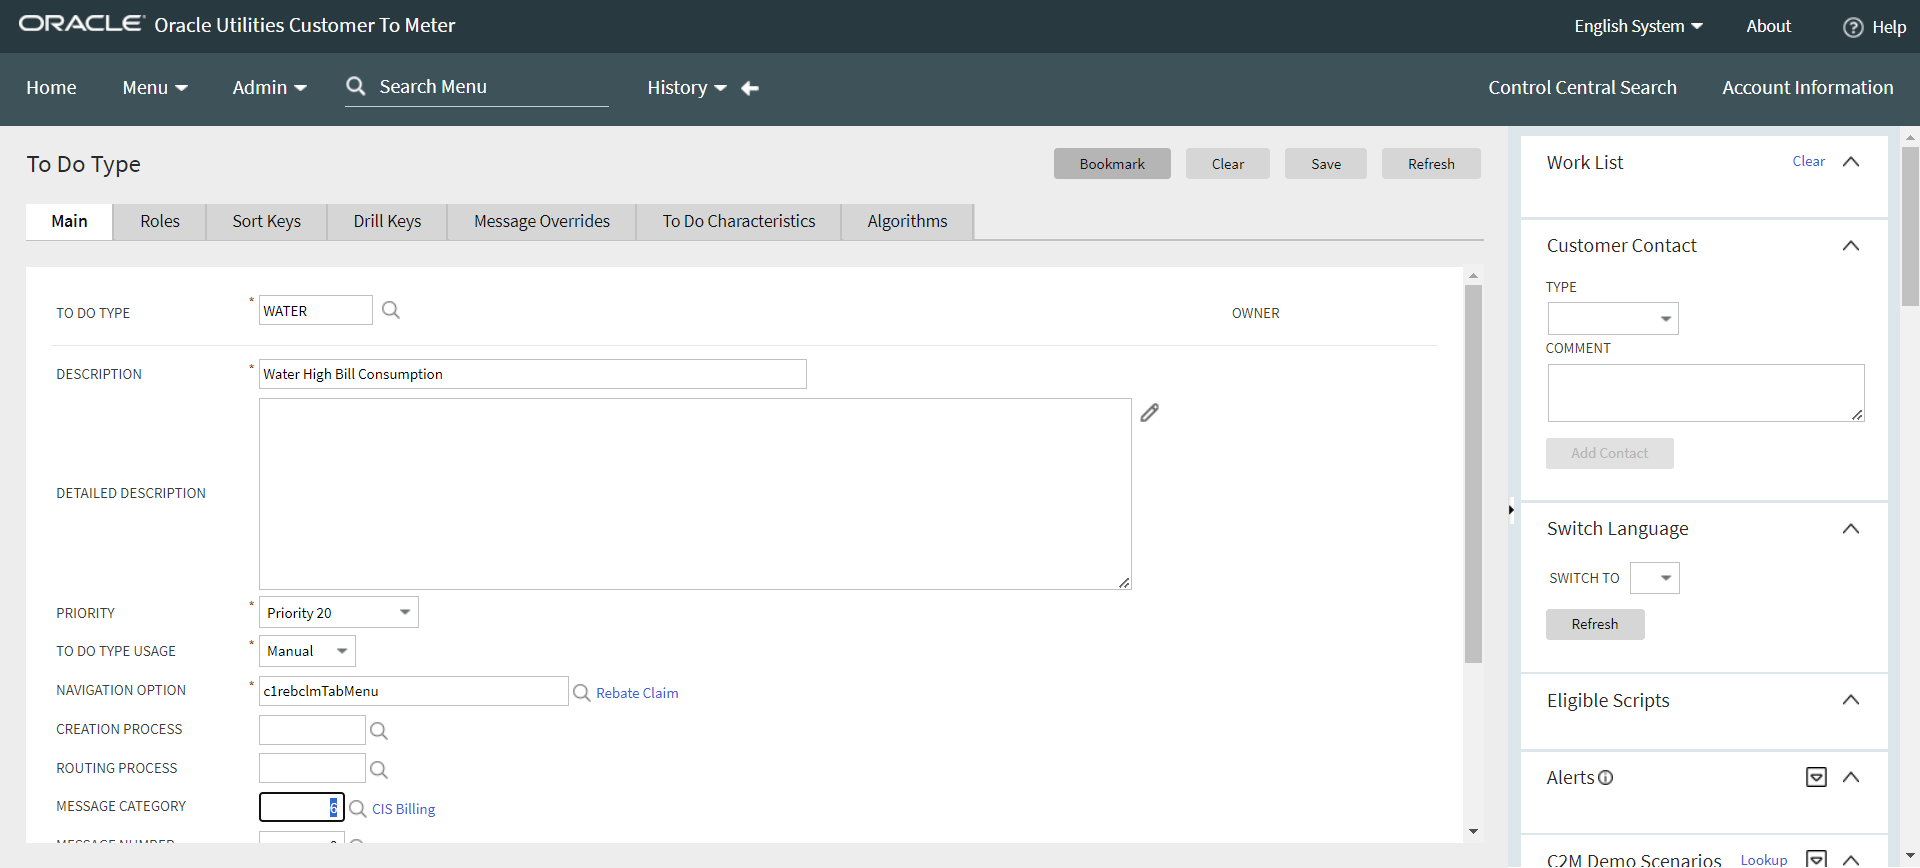 ORACLE Oracle Utilities Customer To Meter
English System About Help
Home Menu Admin Search Menu History Control Central Search Account Information
To Do Type
Bookmark Clear Save Refresh
Main Roles Sort Keys Drill Keys Message Overrides To Do Characteristics Algorithms
TO DO TYPE * WATER OWNER
DESCRIPTION * Water High Bill Consumption
DETAILED DESCRIPTION
PRIORITY * Priority 20
TO DO TYPE USAGE * Manual
NAVIGATION OPTION * c1rebclmTabMenu Rebate Claim
CREATION PROCESS
ROUTING PROCESS
MESSAGE CATEGORY 6 CIS Billing
MESSAGE NUMBER
Work List Clear
Customer Contact
TYPE
COMMENT
Add Contact
Switch Language
SWITCH TO
Refresh
Eligible Scripts
Alerts
C2M Demo Scenarios Lookup